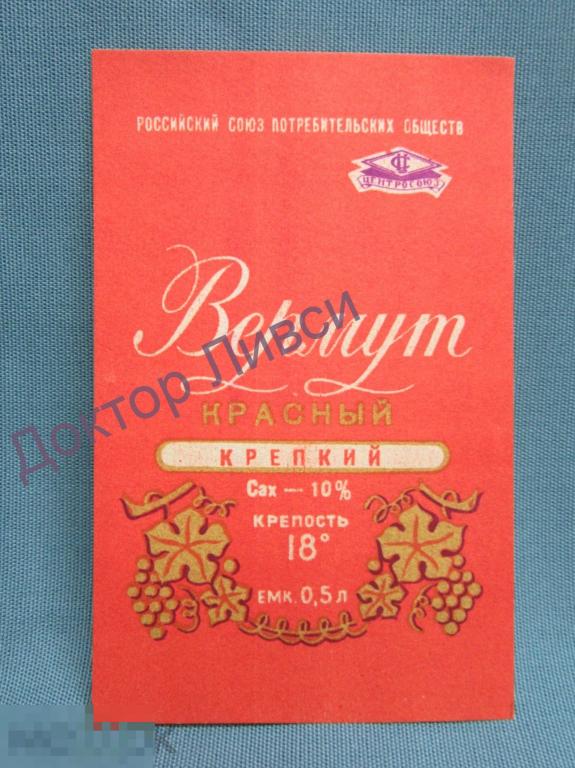 РОССИЙСКИЙ СОЮЗ ПОТРЕБИТЕЛЬСКИХ ОБЩЕСТВ
ЦЕНТРОСОЮЗ
Вермут
КРАСНЫЙ
КРЕПКИЙ
Сах — 10%
КРЕПОСТЬ
18°
ЕМК. 0,5 л
Доктор Ливси